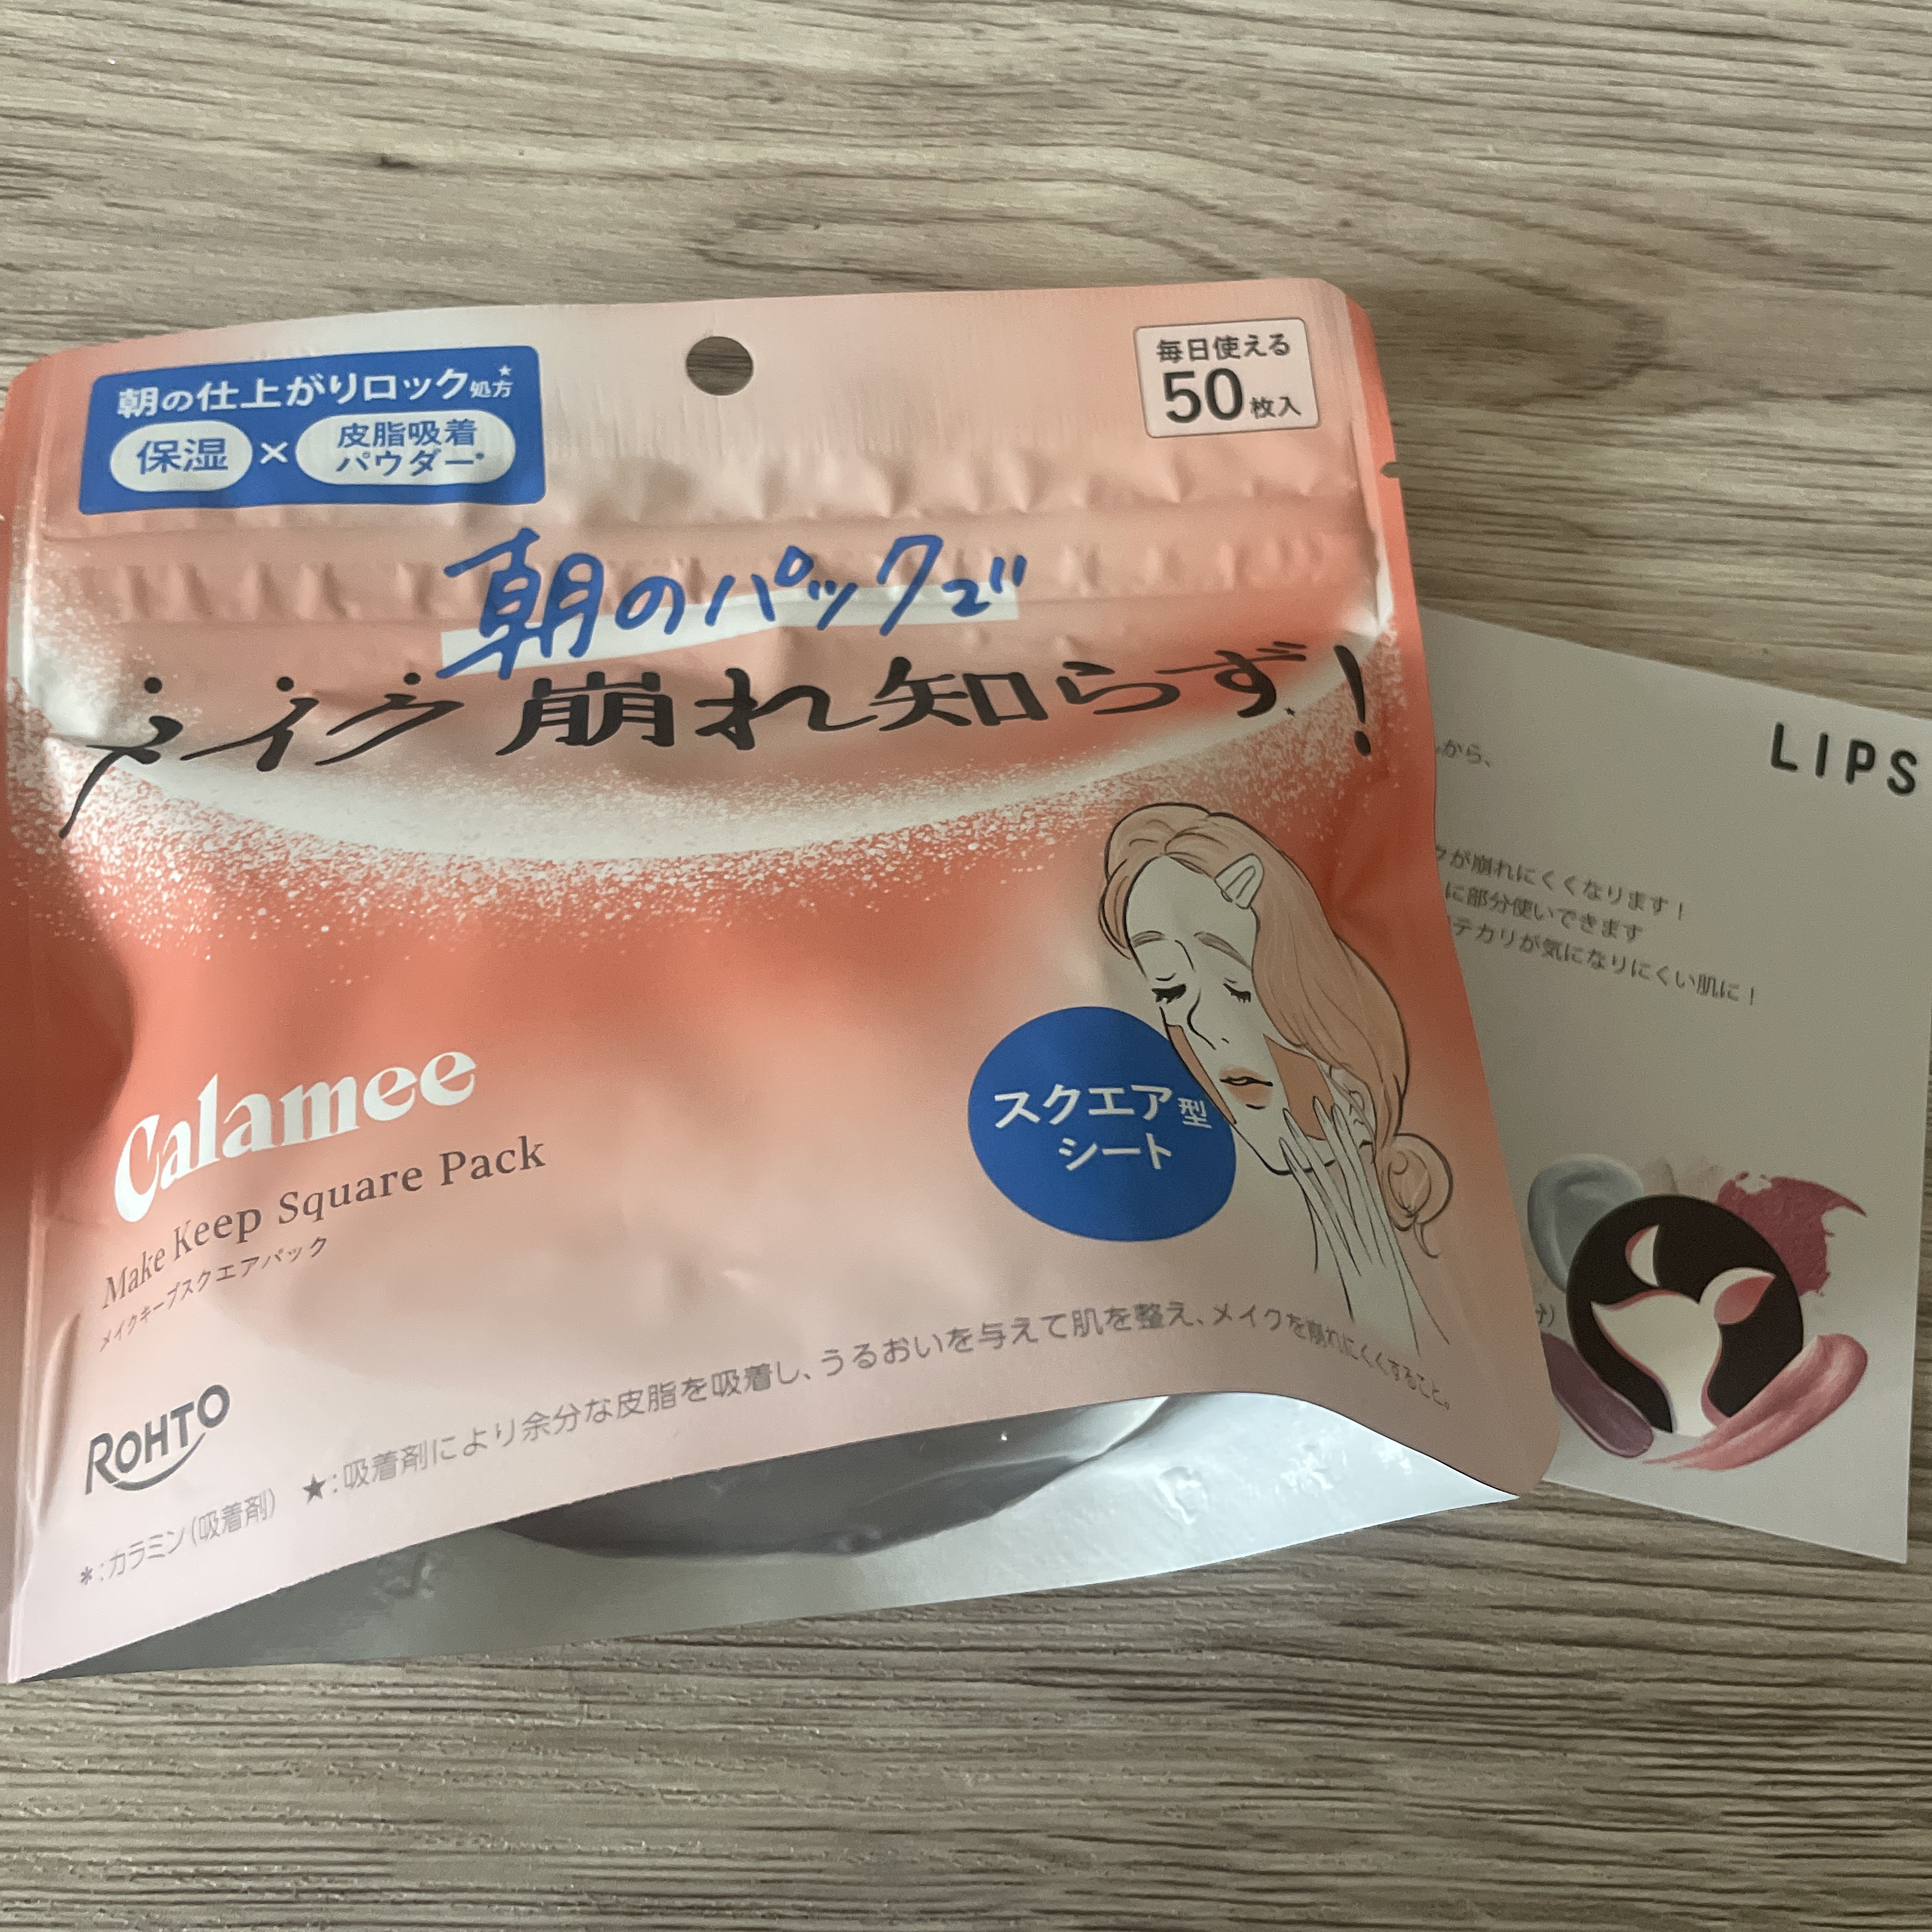 朝の仕上がりロック処方★
保湿×皮脂吸着パウダー*
毎日使える
50枚入
朝のパックで
メイク崩れ知らず!
スクエア型
シート
Calamee
Make Keep Square Pack
メイクキープスクエアパック
ROHTO
*:カラミン(吸着剤) ★:吸着剤により余分な皮脂を吸着し、うるおいを与えて肌を整え、メイクを崩れにくくすること。
LIPS
から、
が崩れにくくなります!
に部分使いできます
テカリが気になりにくい肌に!